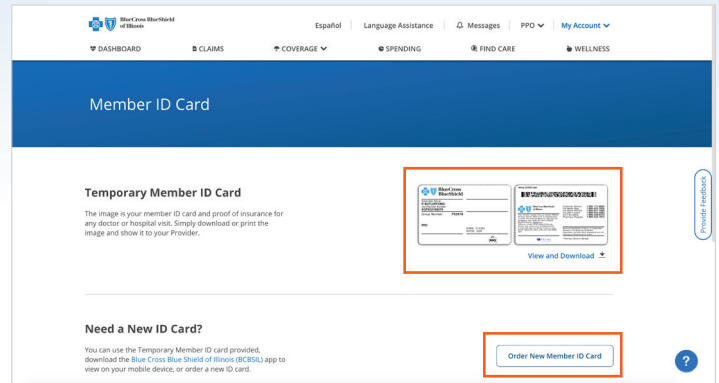 BlueCross BlueShield
of Illinois
Español
Language Assistance
Messages
PPO
My Account
DASHBOARD
CLAIMS
COVERAGE
SPENDING
FIND CARE
WELLNESS
Member ID Card
Temporary Member ID Card
The image is your member ID card and proof of insurance for
any doctor or hospital visit. Simply download or print the
image and show it to your Provider.
BlueCross
BlueShield
Group Number:
PPO
View and Download
Provide Feedback
Need a New ID Card?
You can use the Temporary Member ID card provided,
download the Blue Cross Blue Shield of Illinois (BCBSIL) app to
view on your mobile device, or order a new ID card.
Order New Member ID Card
?